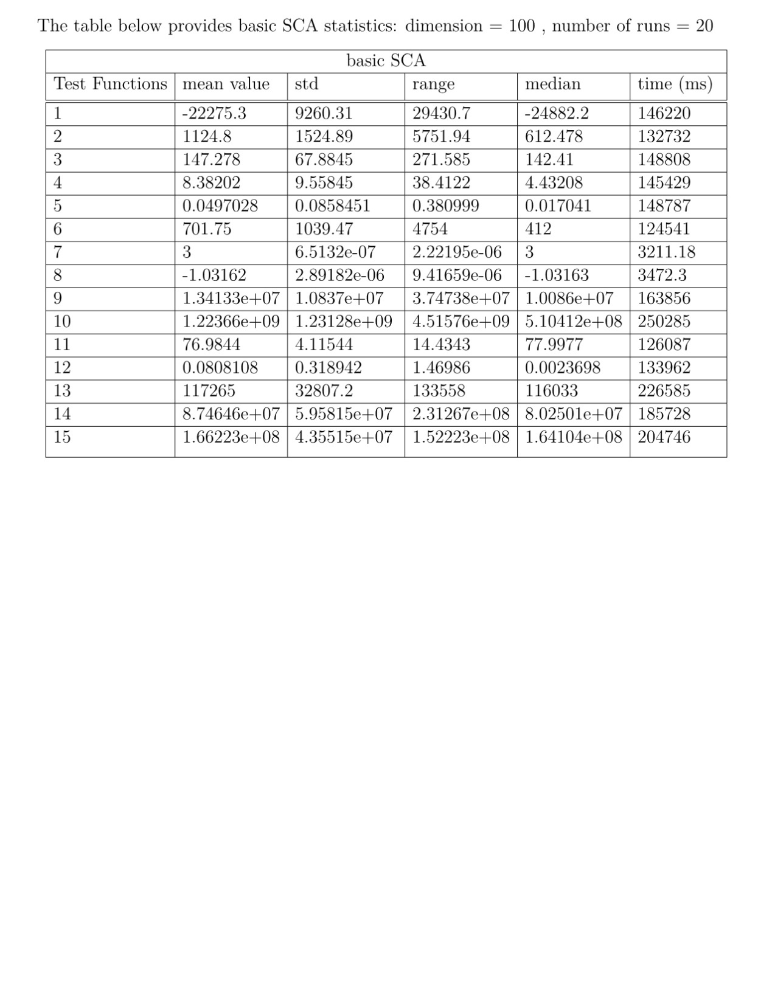 The table below provides basic SCA statistics: dimension = 100 , number of runs = 20
basic SCA
Test Functions mean value std range median time (ms)
1 -22275.3 9260.31 29430.7 -24882.2 146220
2 1124.8 1524.89 5751.94 612.478 132732
3 147.278 67.8845 271.585 142.41 148808
4 8.38202 9.55845 38.4122 4.43208 145429
5 0.0497028 0.0858451 0.380999 0.017041 148787
6 701.75 1039.47 4754 412 124541
7 3 6.5132e-07 2.22195e-06 3 3211.18
8 -1.03162 2.89182e-06 9.41659e-06 -1.03163 3472.3
9 1.34133e+07 1.0837e+07 3.74738e+07 1.0086e+07 163856
10 1.22366e+09 1.23128e+09 4.51576e+09 5.10412e+08 250285
11 76.9844 4.11544 14.4343 77.9977 126087
12 0.0808108 0.318942 1.46986 0.0023698 133962
13 117265 32807.2 133558 116033 226585
14 8.74646e+07 5.95815e+07 2.31267e+08 8.02501e+07 185728
15 1.66223e+08 4.35515e+07 1.52223e+08 1.64104e+08 204746